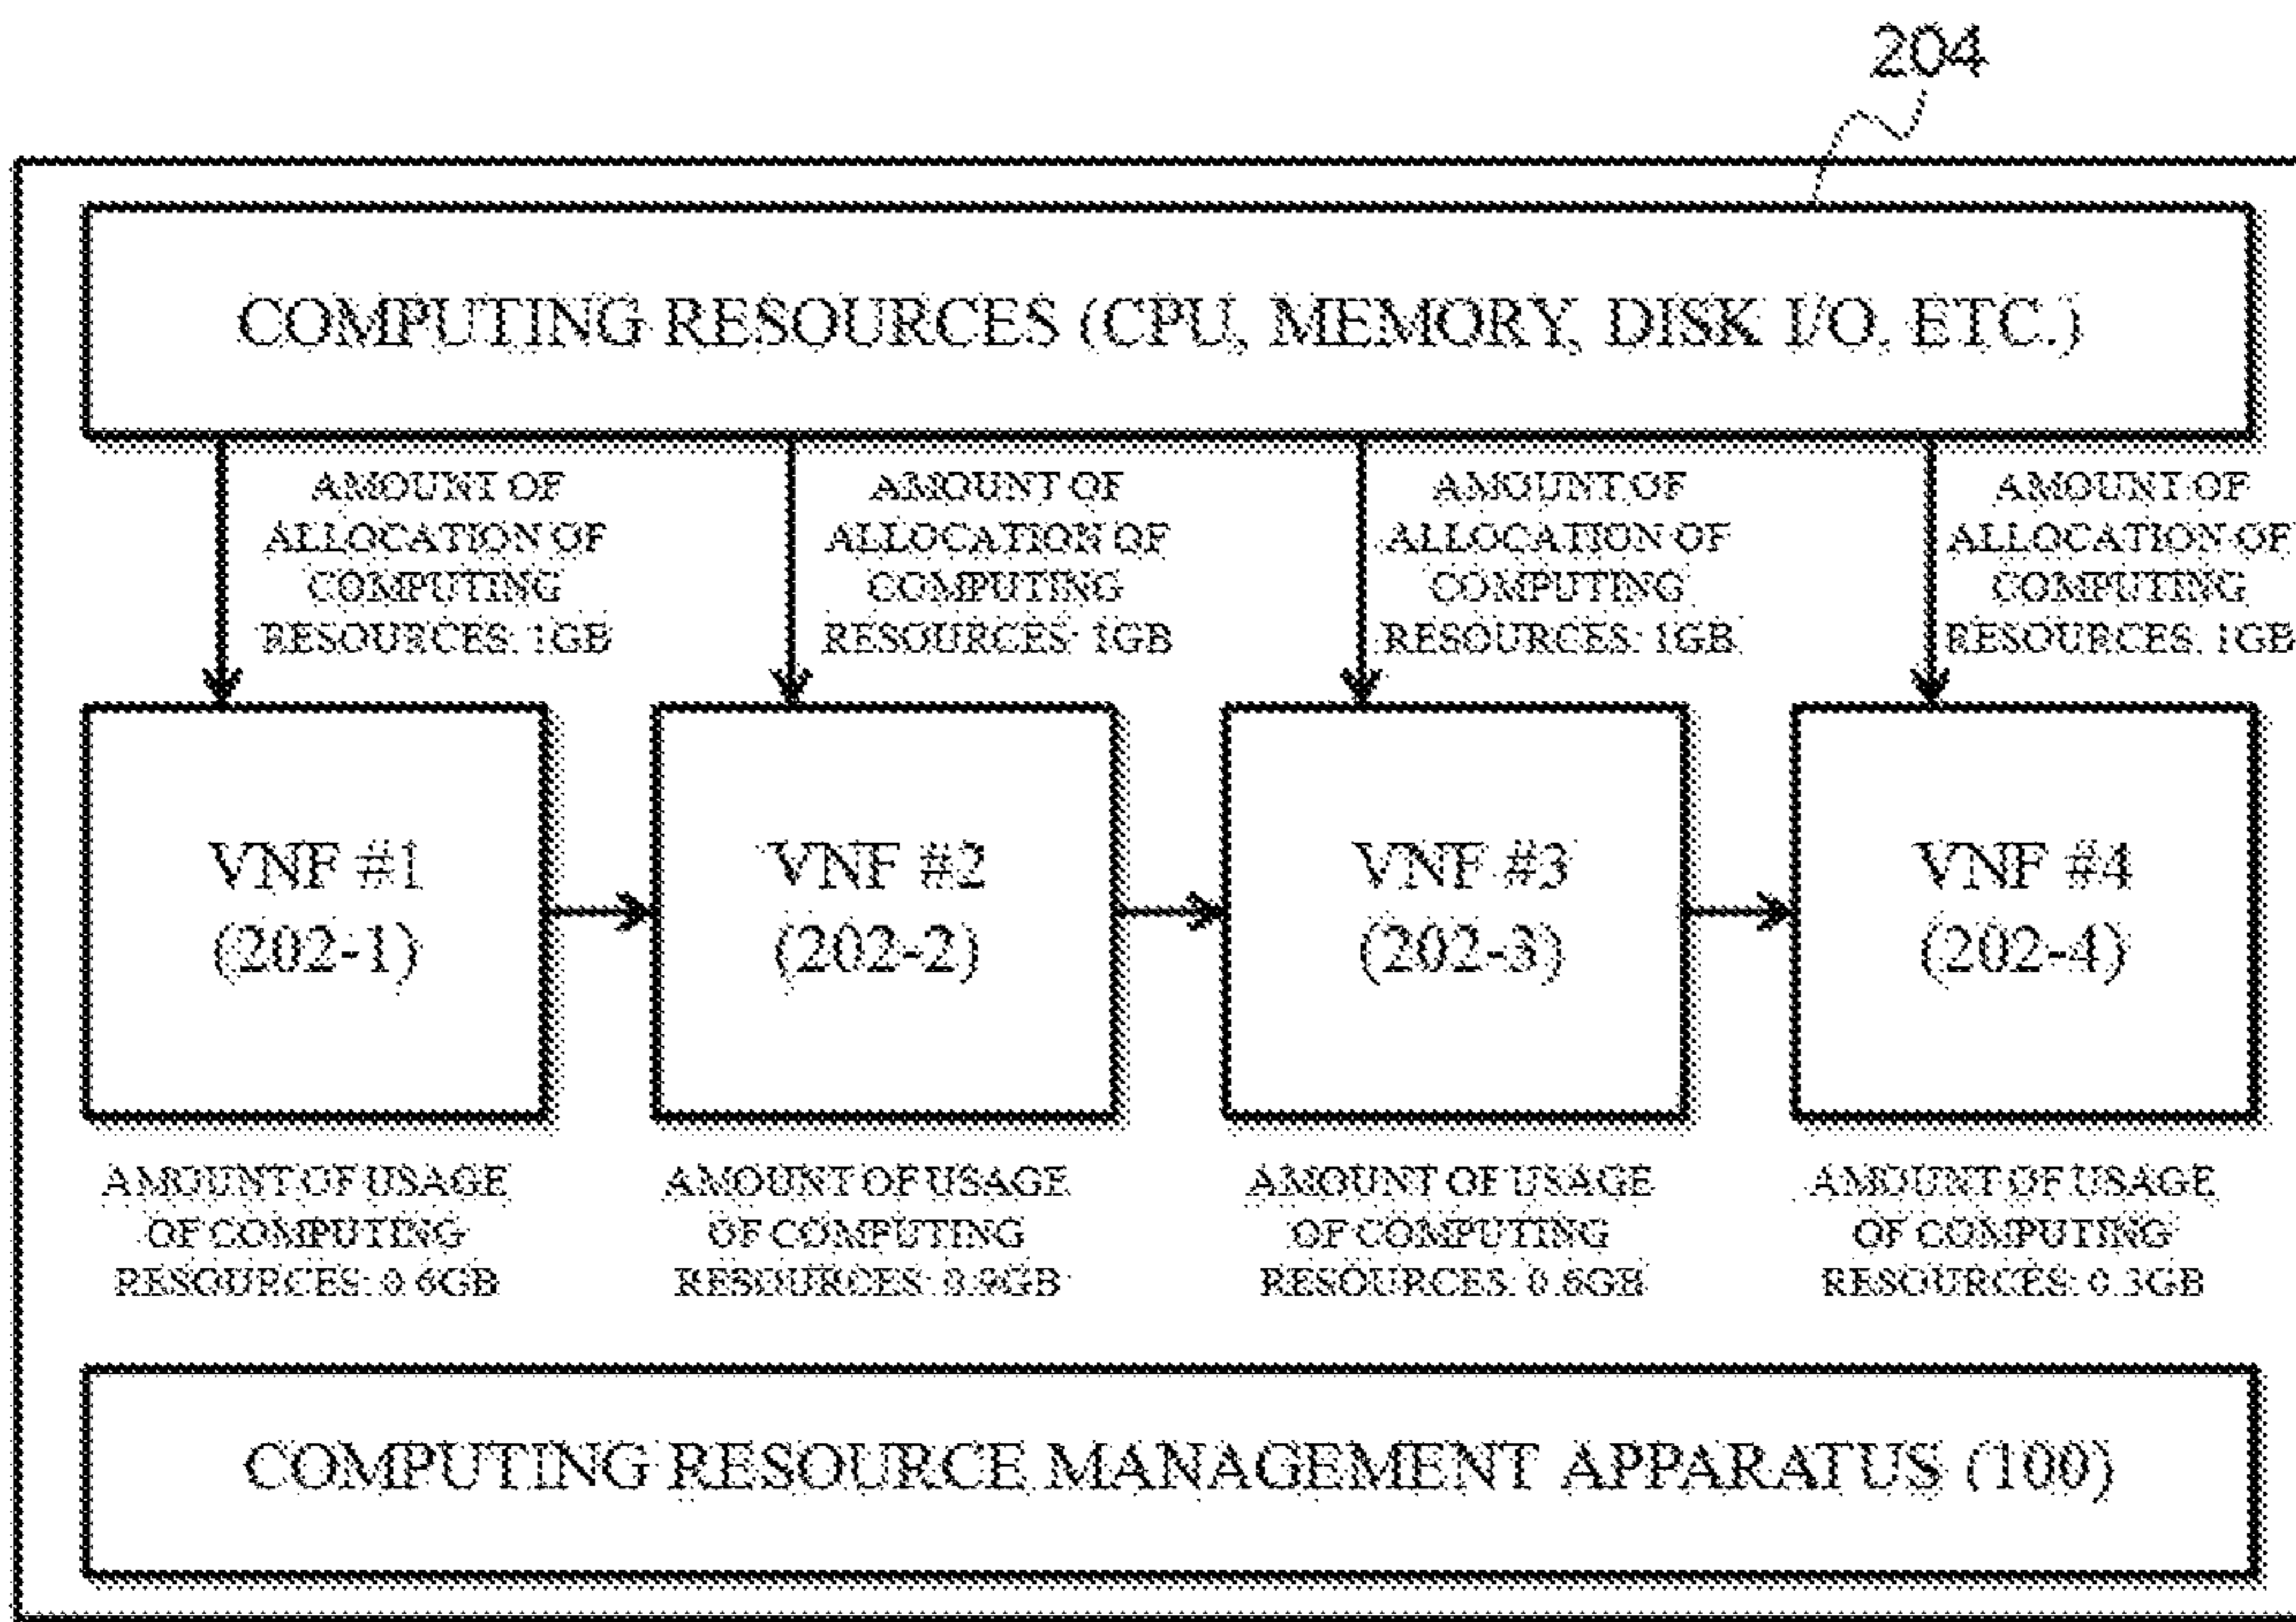 204
COMPUTING RESOURCES (CPU, MEMORY, DISK I/O, ETC.)
AMOUNT OF
ALLOCATION OF
COMPUTING
RESOURCES: 1GB
AMOUNT OF
ALLOCATION OF
COMPUTING
RESOURCES: 1GB
AMOUNT OF
ALLOCATION OF
COMPUTING
RESOURCES: 1GB
AMOUNT OF
ALLOCATION OF
COMPUTING
RESOURCES: 1GB
VNF #1
(202-1)
VNF #2
(202-2)
VNF #3
(202-3)
VNF #4
(202-4)
AMOUNT OF USAGE
OF COMPUTING
RESOURCES: 0.6GB
AMOUNT OF USAGE
OF COMPUTING
RESOURCES: 0.9GB
AMOUNT OF USAGE
OF COMPUTING
RESOURCES: 0.6GB
AMOUNT OF USAGE
OF COMPUTING
RESOURCES: 0.3GB
COMPUTING RESOURCE MANAGEMENT APPARATUS (100)